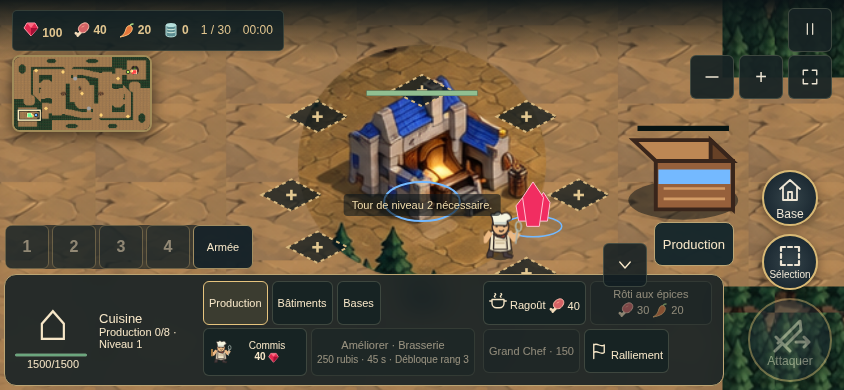 100 40 20 0 1 / 30 00:00
Tour de niveau 2 nécessaire.
Base
Production
Sélection
Attaquer
1 2 3 4 Armée
Cuisine
Production 0/8 ·
Niveau 1
1500/1500
Production Bâtiments Bases
Commis
40
Améliorer · Brasserie
250 rubis · 45 s · Débloque rang 3
Ragoût 40
Rôti aux épices
30 20
Grand Chef · 150
Ralliement